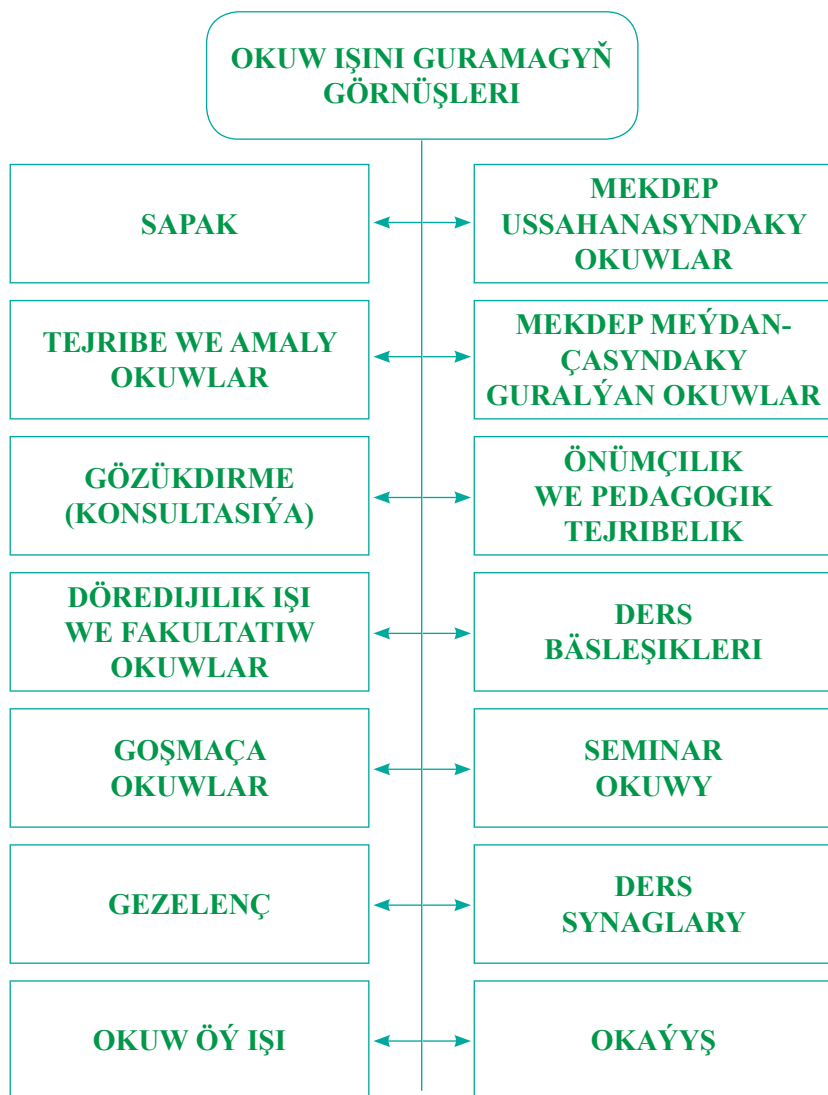 OKUW IŞINI GURAMAGYŇ
GÖRNÜŞLERI
SAPAK
MEKDEP
USSAHANASYNDAKY
OKUWLAR
TEJRIBE WE AMALY
OKUWLAR
MEKDEP MEÝDAN-
ÇASYNDAKY
GURALÝAN OKUWLAR
GÖZÜKDIRME
(KONSULTASIÝA)
ÖNÜMÇILIK
WE PEDAGOGIK
TEJRIBELIK
DÖREDIJILIK IŞI
WE FAKULTATIW
OKUWLAR
DERS
BÄSLEŞIKLERI
GOŞMAÇA
OKUWLAR
SEMINAR
OKUWY
GEZELENÇ
DERS
SYNAGLARY
OKUW ÖÝ IŞI
OKAÝYŞ